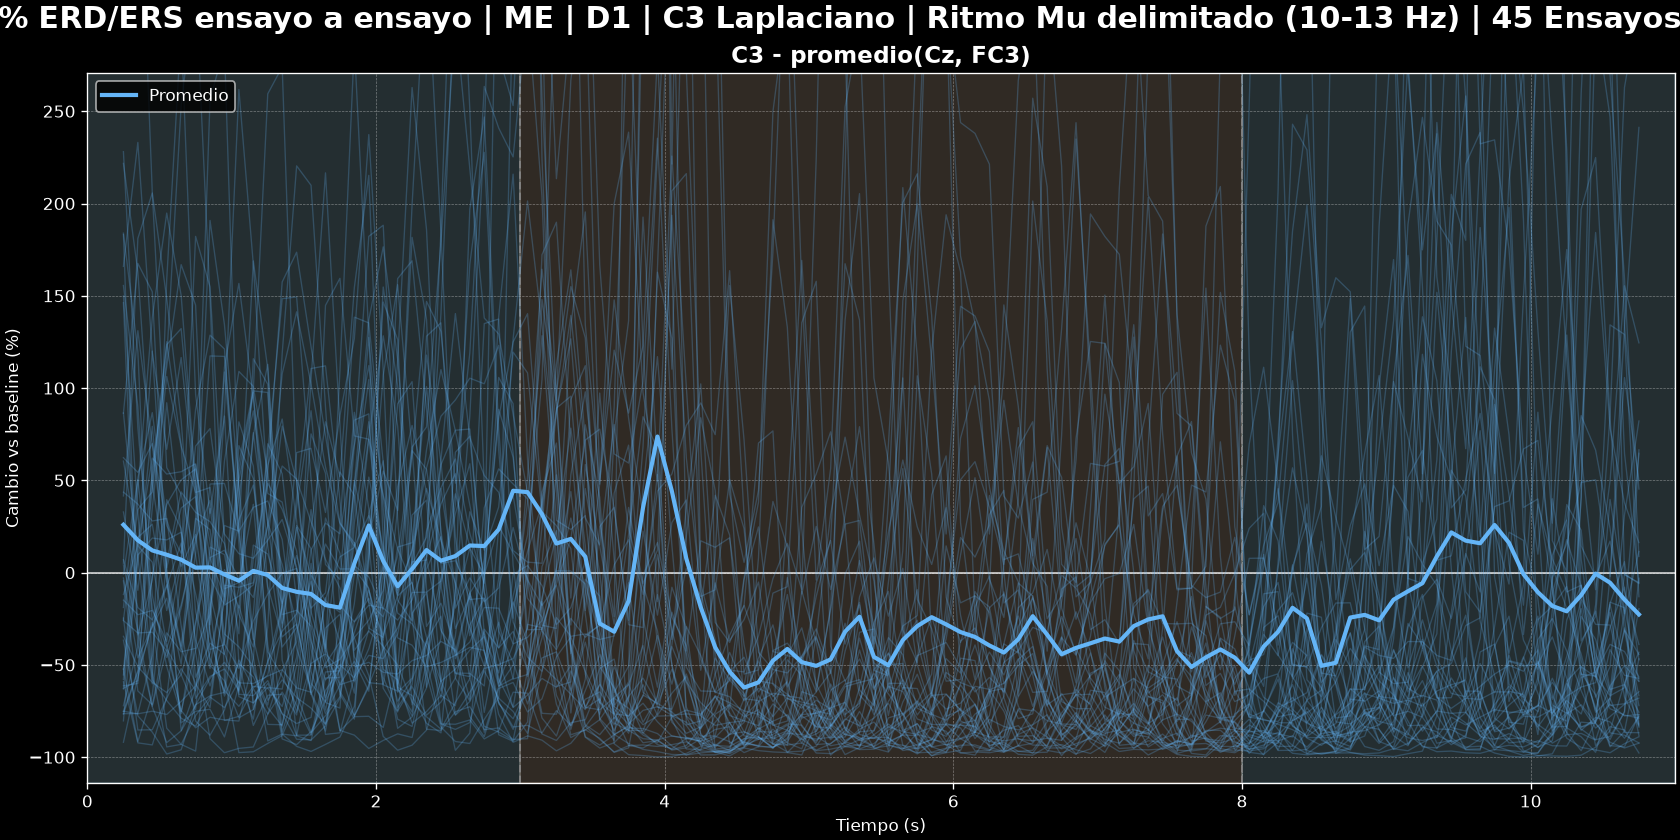 % ERD/ERS ensayo a ensayo | ME | D1 | C3 Laplaciano | Ritmo Mu delimitado (10-13 Hz) | 45 Ensayos
C3 - promedio(Cz, FC3)
Promedio
250
200
150
100
50
0
−50
−100
Cambio vs baseline (%)
0
2
4
6
8
10
Tiempo (s)